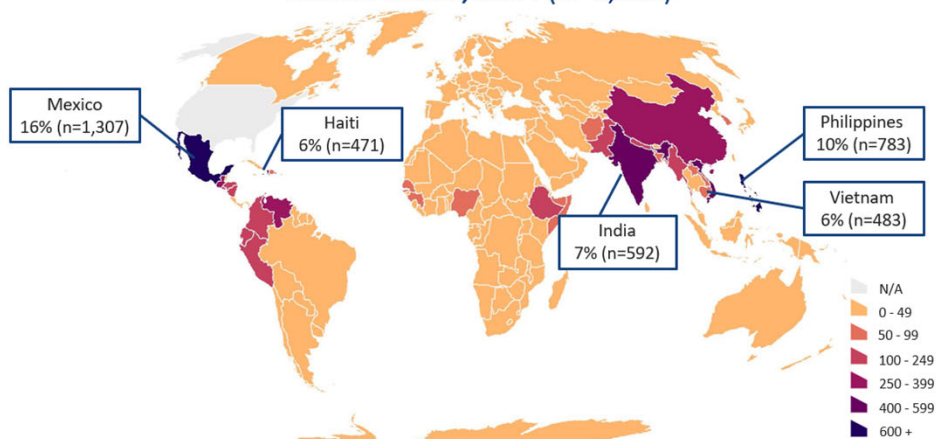 Mexico
16% (n=1,307)
Haiti
6% (n=471)
Philippines
10% (n=783)
Vietnam
6% (n=483)
India
7% (n=592)
N/A
0 - 49
50 - 99
100 - 249
250 - 399
400 - 599
600 +